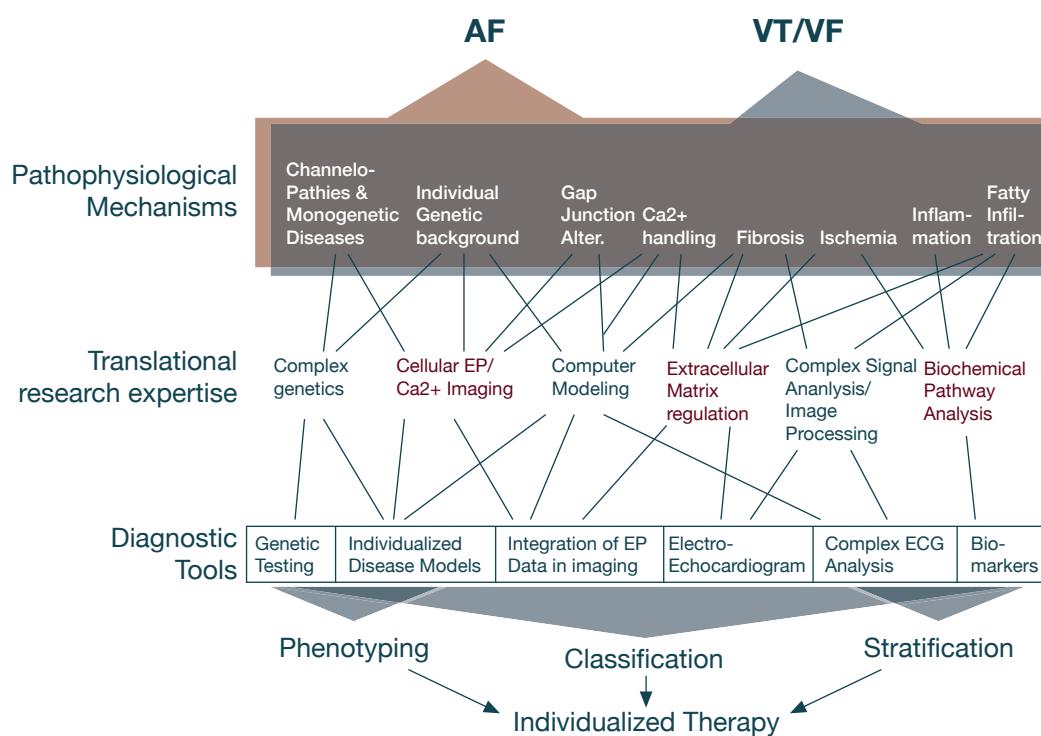 AF
VT/VF
Pathophysiological
Mechanisms
Channelo-
Pathies &
Monogenetic
Diseases
Individual
Genetic
background
Gap
Junction
Alter.
Ca2+
handling
Fibrosis
Ischemia
Inflam-
mation
Fatty
Infil-
tration
Translational
research expertise
Complex
genetics
Cellular EP/
Ca2+ Imaging
Computer
Modeling
Extracellular
Matrix
regulation
Complex Signal
Ananlysis/
Image
Processing
Biochemical
Pathway
Analysis
Diagnostic
Tools
Genetic
Testing
Individualized
Disease Models
Integration of EP
Data in imaging
Electro-
Echocardiogram
Complex ECG
Analysis
Bio-
markers
Phenotyping
Classification
Stratification
Individualized Therapy